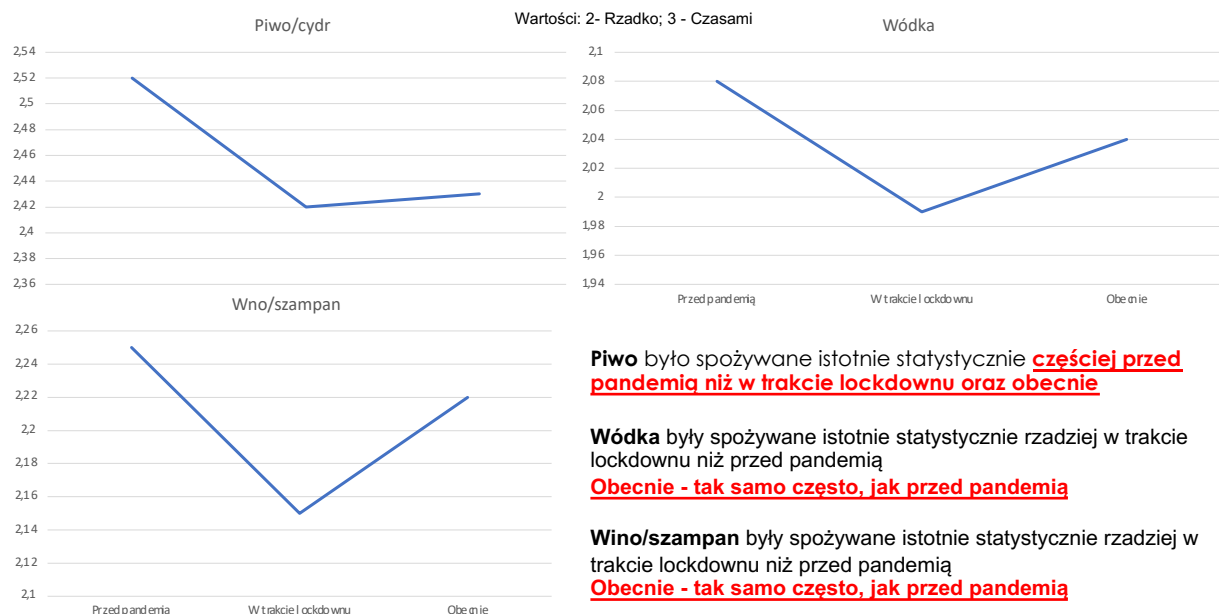 Wartości: 2- Rzadko; 3 - Czasami
Piwo/cydr
2,54
2,52
2,5
2,48
2,46
2,44
2,42
2,4
2,38
2,36
Wódka
2,1
2,08
2,06
2,04
2,02
2
1,98
1,96
1,94
Przed pandemią
W trakcie lockdownu
Obecnie
Wno/szampan
2,26
2,24
2,22
2,2
2,18
2,16
2,14
2,12
2,1
Przed pandemią
W trakcie lockdownu
Obecnie
Piwo było spożywane istotnie statystycznie częściej przed
pandemią niż w trakcie lockdownu oraz obecnie
Wódka były spożywane istotnie statystycznie rzadziej w trakcie
lockdownu niż przed pandemią
Obecnie - tak samo często, jak przed pandemią
Wino/szampan były spożywane istotnie statystycznie rzadziej w
trakcie lockdownu niż przed pandemią
Obecnie - tak samo często, jak przed pandemią